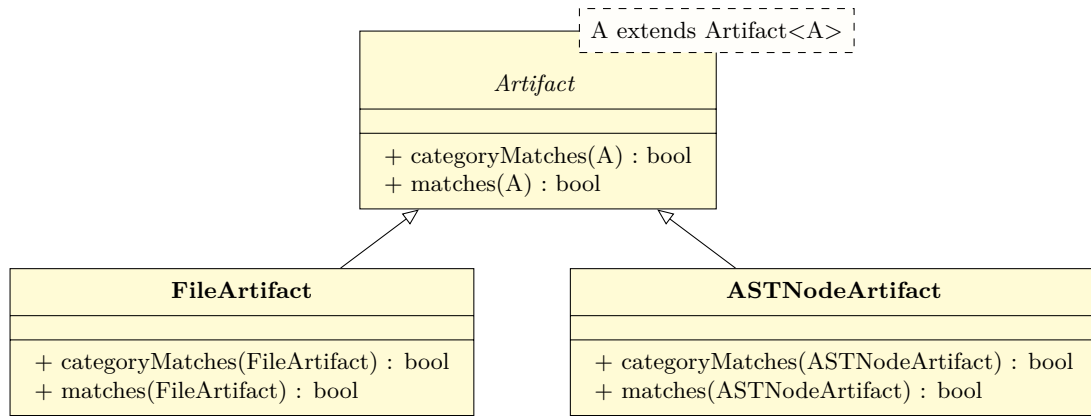 A extends Artifact<A>
Artifact
+ categoryMatches(A) : bool
+ matches(A) : bool
FileArtifact
+ categoryMatches(FileArtifact) : bool
+ matches(FileArtifact) : bool
ASTNodeArtifact
+ categoryMatches(ASTNodeArtifact) : bool
+ matches(ASTNodeArtifact) : bool